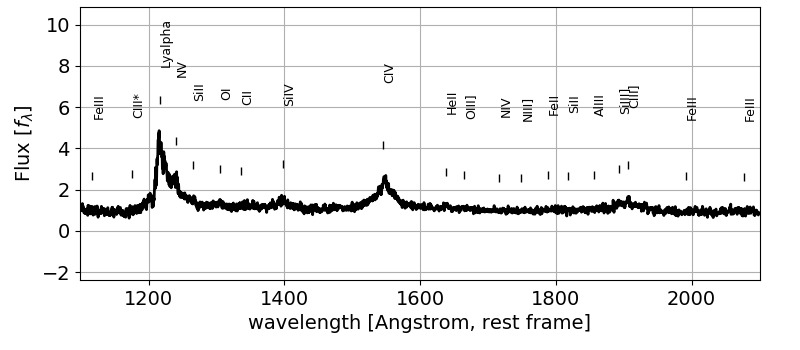 Flux [fλ]
10
8
6
4
2
0
−2
FeIII
CIII*
Lyalpha
NV
SiII
OI
CII
SiIV
CIV
HeII
OIII]
NIV
NIII]
FeII
SiII
AlIII
SiIII]
CIII]
FeIII
FeIII
1200
1400
1600
1800
2000
wavelength [Angstrom, rest frame]